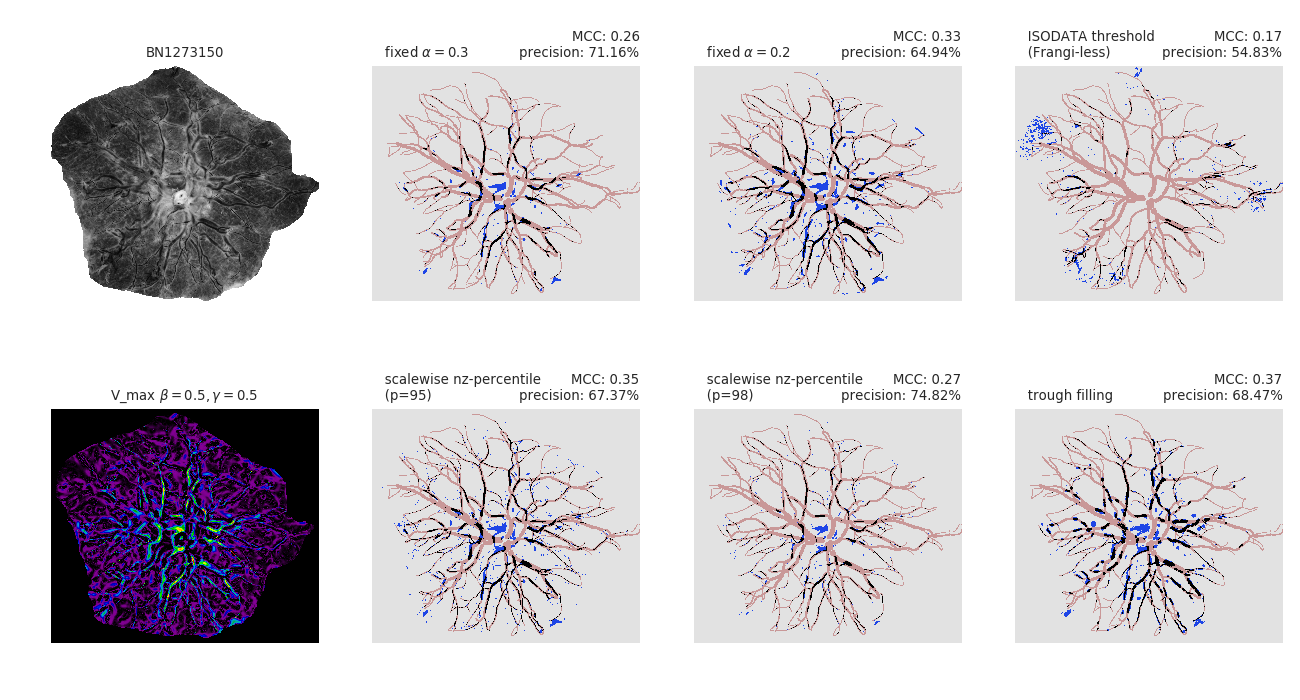 BN1273150
MCC: 0.26
fixed α = 0.3 precision: 71.16%
MCC: 0.33
fixed α = 0.2 precision: 64.94%
ISODATA threshold MCC: 0.17
(Frangi-less) precision: 54.83%
V_max β = 0.5, γ = 0.5
scalewise nz-percentile MCC: 0.35
(p=95) precision: 67.37%
scalewise nz-percentile MCC: 0.27
(p=98) precision: 74.82%
MCC: 0.37
trough filling precision: 68.47%